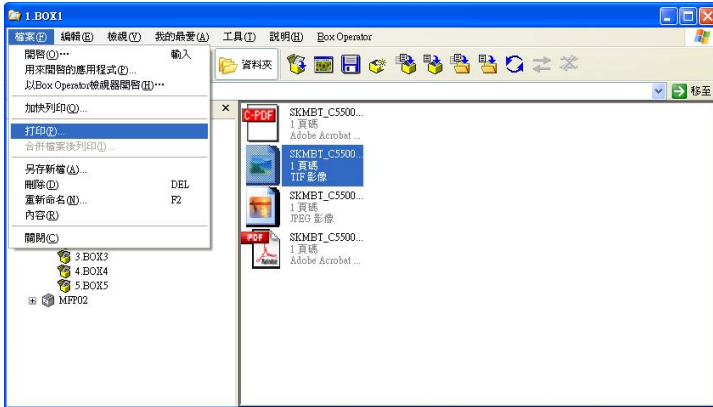 1.BOX1
檔案(F) 編輯(E) 檢視(V) 我的最愛(A) 工具(T) 說明(H) Box Operator
開啟(O)… 輸入
用來開啟的應用程式(P)...
以Box Operator檢視器開啟(H)…
加快列印(Q)...
打印(P)...
合併檔案後列印(I)...
另存新檔(A)...
刪除(D) DEL
重新命名(N)... F2
內容(R)
關閉(C)
資料夾
移至
3.BOX3
4.BOX4
5.BOX5
MFP02
C-PDF
SKMBT_C5500...
1 頁碼
Adobe Acrobat ...
SKMBT_C5500...
1 頁碼
TIF 影像
SKMBT_C5500...
1 頁碼
JPEG 影像
PDF
Adobe
SKMBT_C5500...
1 頁碼
Adobe Acrobat ...